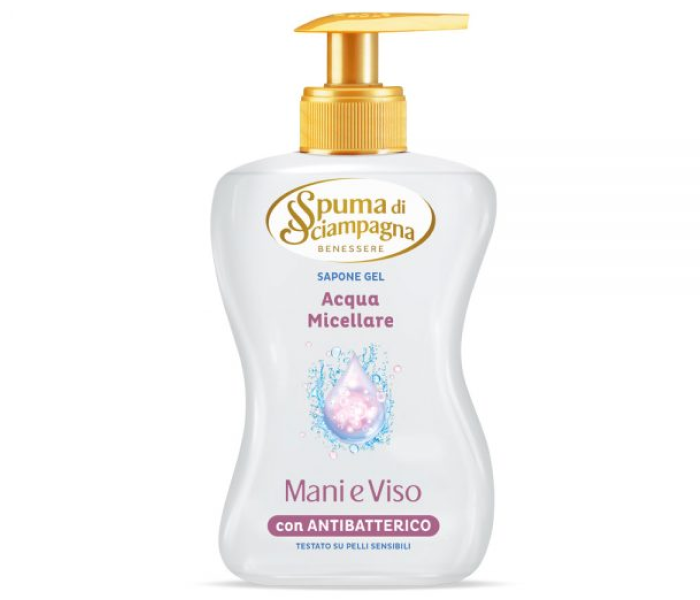 Spuma di
Sciampagna
BENESSERE
SAPONE GEL
Acqua
Micellare
Mani e Viso
con ANTIBATTERICO
TESTATO SU PELLI SENSIBILI